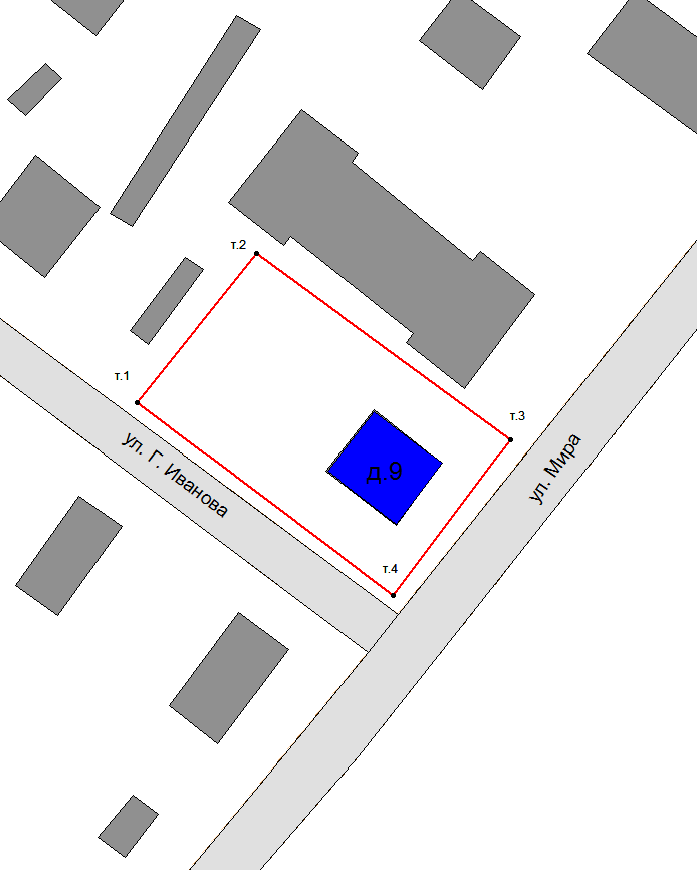 т.2
т.1
т.3
ул. Г. Иванова
ул. Мира
д.9
т.4